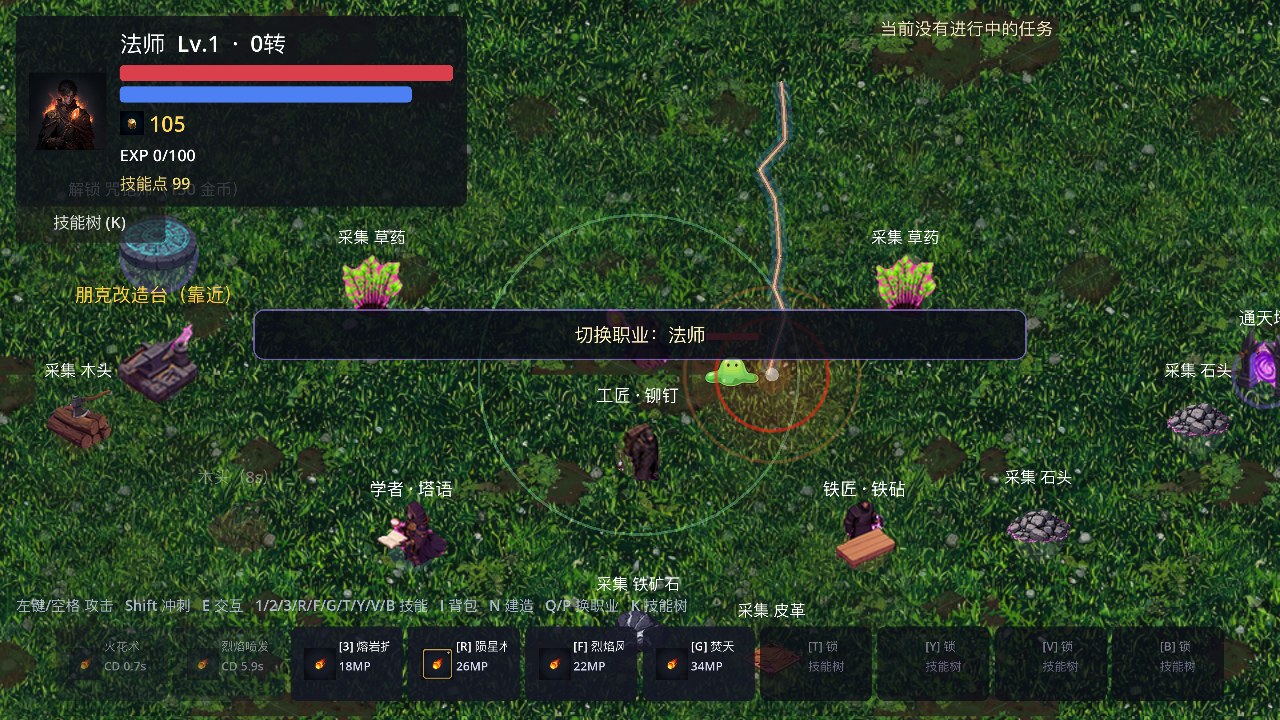 法师 Lv.1 · 0转
105
EXP 0/100
技能点 99
技能树 (K)
当前没有进行中的任务
采集 草药
采集 草药
朋克改造台（靠近）
切换职业：法师
采集 木头
采集 石头
工匠·铆钉
木头 (8s)
学者·塔语
铁匠·铁砧
采集 石头
采集 铁矿石
采集 皮革
左键/空格 攻击 Shift 冲刺 E 交互 1/2/3/R/F/G/T/Y/V/B 技能 I 背包 N 建造 Q/P 换职业 K 技能树
火花术
CD 0.7s
烈焰喷发
CD 5.9s
[3] 熔岩
18MP
[R] 陨星
26MP
[F] 烈焰风
22MP
[G] 焚天
34MP
[T] 锁
技能树
[Y] 锁
技能树
[V] 锁
技能树
[B] 锁
技能树